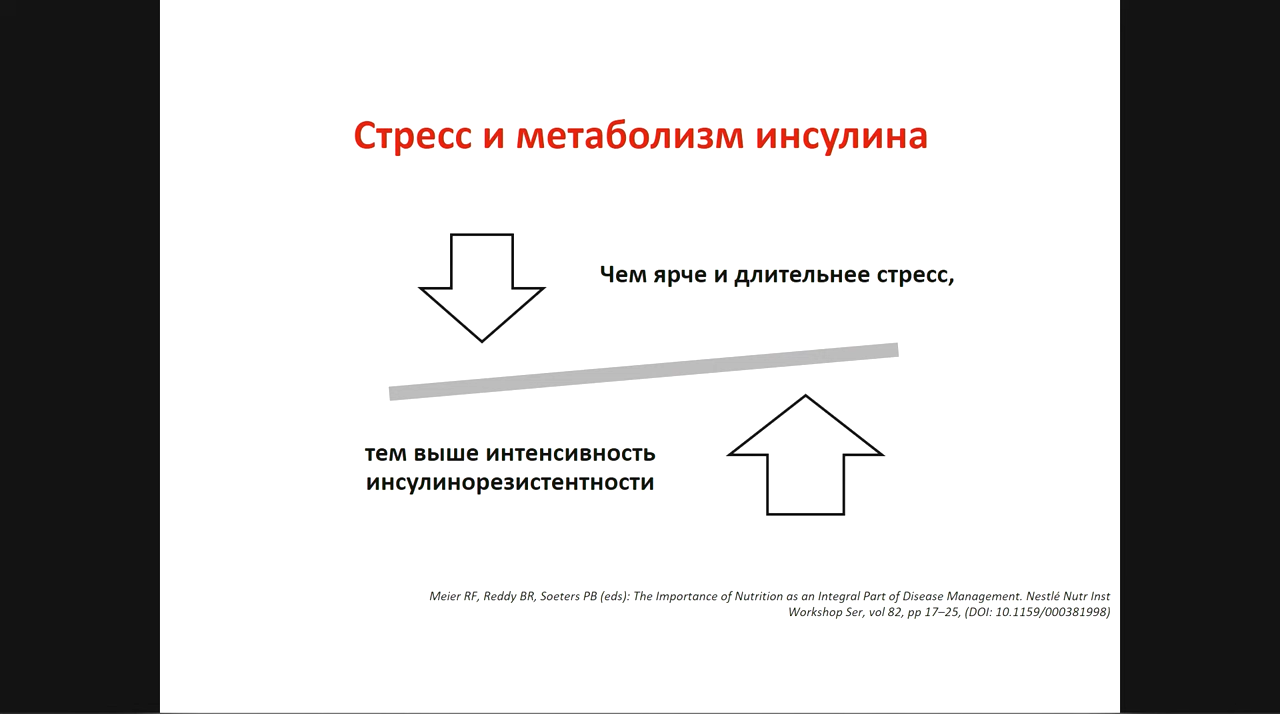 Стресс и метаболизм инсулина
Чем ярче и длительнее стресс,
тем выше интенсивность
инсулинорезистентности
Meier RF, Reddy BR, Soeters PB (eds): The Importance of Nutrition as an Integral Part of Disease Management. Nestlé Nutr Inst
Workshop Ser, vol 82, pp 17–25, (DOI: 10.1159/000381998)